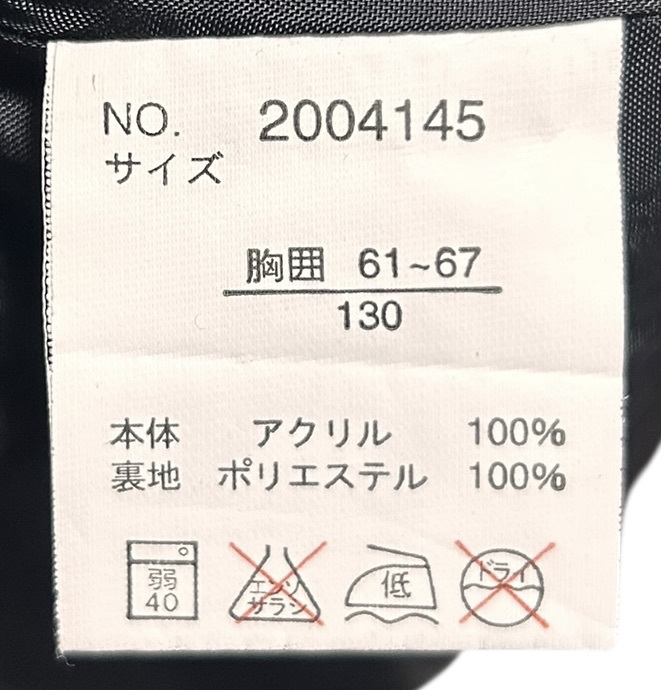 NO. 2004145
サイズ
胸囲 61~67
130
本体 アクリル 100%
裏地 ポリエステル 100%
弱 40
エンソ サラシ
低
ドライ